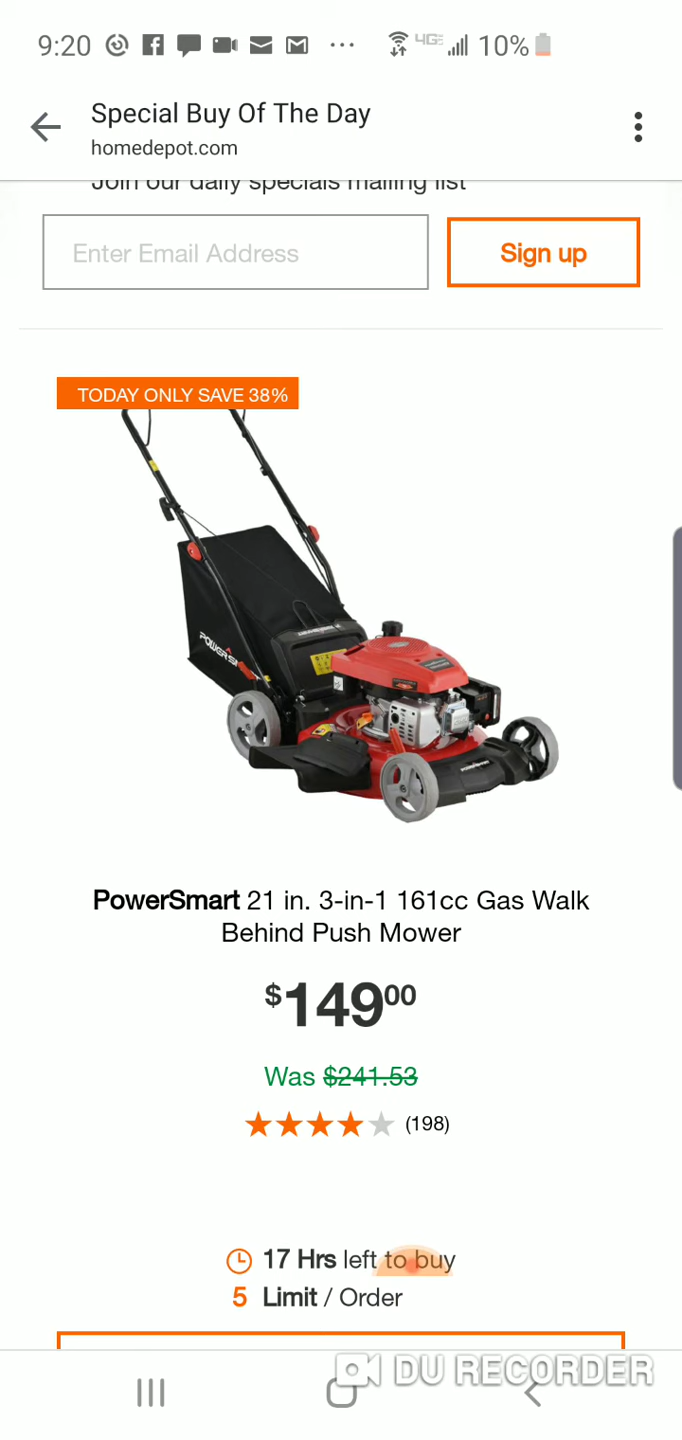 9:20 4GE 10%
Special Buy Of The Day
homedepot.com
Join our daily specials mailing list
Enter Email Address
Sign up
TODAY ONLY SAVE 38%
POWERS
PowerSmart 21 in. 3-in-1 161cc Gas Walk
Behind Push Mower
$149 00
Was $241.53
(198)
17 Hrs left to buy
5 Limit / Order
DU RECORDER